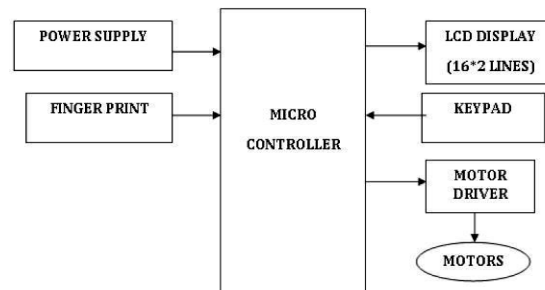 POWER SUPPLY
FINGER PRINT
MICRO
CONTROLLER
LCD DISPLAY
(16*2 LINES)
KEYPAD
MOTOR
DRIVER
MOTORS